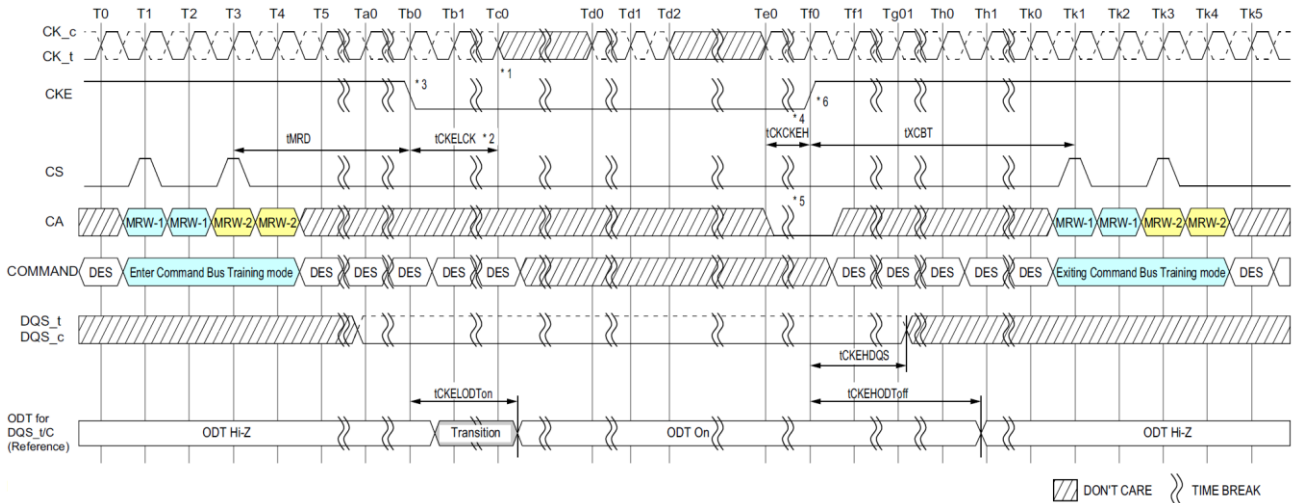 T0 T1 T2 T3 T4 T5 Ta0 Tb0 Tb1 Tc0 Td0 Td1 Td2 Te0 Tf0 Tf1 Tg01 Th0 Th1 Tk0 Tk1 Tk2 Tk3 Tk4 Tk5
CK_c
CK_t
* 1
CKE
* 3
* 6
* 4
tMRD
tCKELCK * 2
tCKCKEH
tXCBT
CS
* 5
CA
MRW-1 MRW-1 MRW-2 MRW-2 MRW-1 MRW-1 MRW-2 MRW-2
COMMAND
DES Enter Command Bus Training mode DES DES DES DES DES DES DES DES DES DES Exiting Command Bus Training mode DES
DQS_t
DQS_c
tCKEHDQS
tCKELODTon
tCKEHODToff
ODT for
DQS_t/C
(Reference)
ODT Hi-Z Transition ODT On ODT Hi-Z
DON'T CARE TIME BREAK